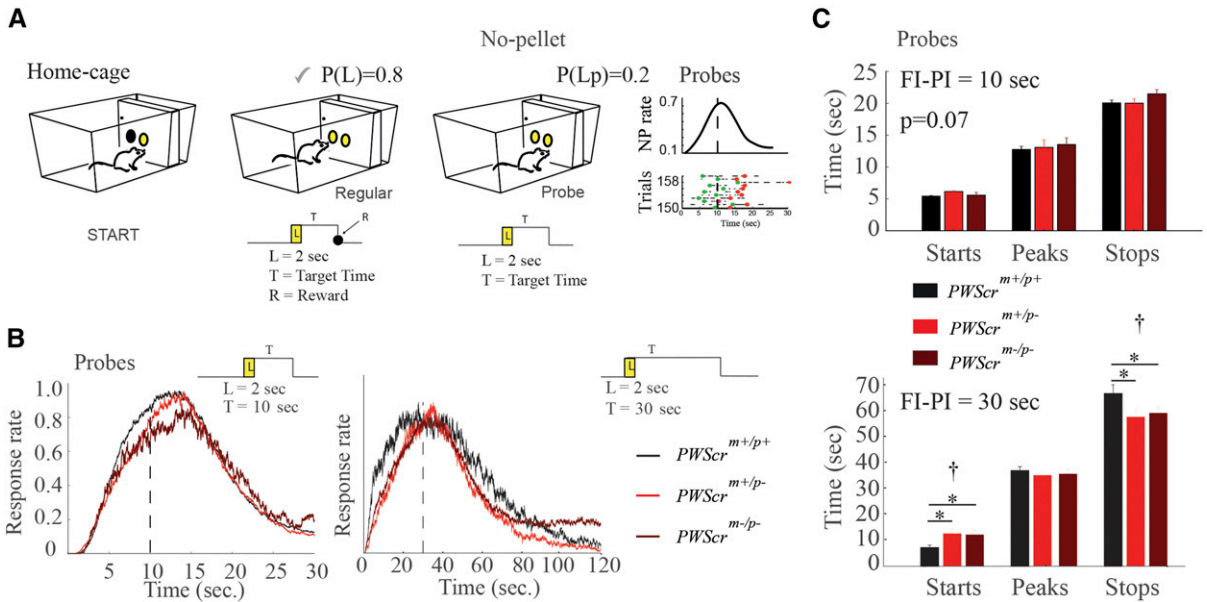 A
No-pellet
Home-cage
✓ P(L)=0.8
P(Lp)=0.2
Probes
START
Regular
T
R
L
L = 2 sec
T = Target Time
R = Reward
Probe
T
L
L = 2 sec
T = Target Time
NP rate
0.7
0.1
Trials
158
150
0 5 10 15 20 25 30
Time (sec)
B
Probes
T
L
L = 2 sec
T = 10 sec
Response rate
1.0
0.8
0.6
0.4
0.2
5 10 15 20 25 30
Time (sec.)
T
L
L = 2 sec
T = 30 sec
0 20 40 60 80 100 120
Time (sec.)
PWScr m+/p+
PWScr m+/p-
PWScr m-/p-
C
Probes
FI-PI = 10 sec
p=0.07
Time (sec)
25
20
15
10
5
0
Starts Peaks Stops
PWScr m+/p+
PWScr m+/p-
PWScr m-/p-
FI-PI = 30 sec
Time (sec)
70
60
50
40
30
20
10
0
†
*
*
†
*
*
Starts Peaks Stops